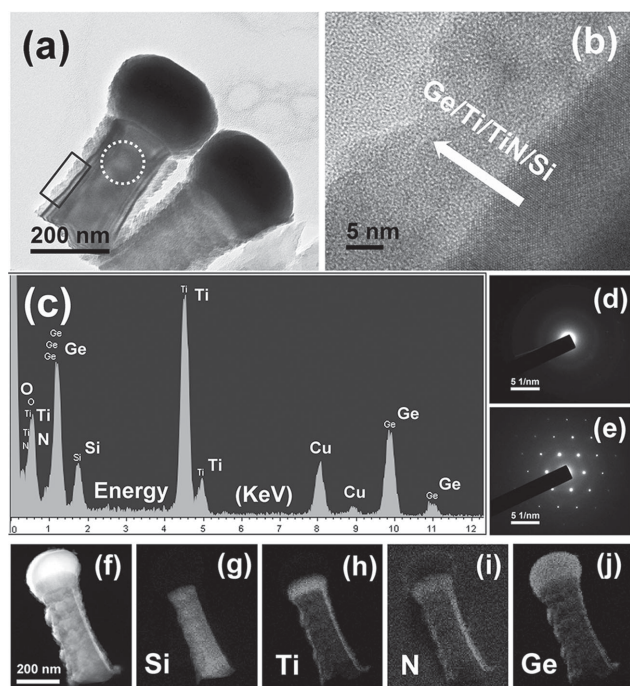 (a)
200 nm
(b)
Ge/Ti/TiN/Si
5 nm
(c)
Ge
Ge
Ge
Ge
O
O
Ti
Ti
Ti
N
N
Si
Si
Ti
Ti
Ti
Ti
Cu
Cu
Ge
Ge
Ge
Ge
Energy (KeV)
0 1 2 3 4 5 6 7 8 9 10 11 12
(d)
5 1/nm
(e)
5 1/nm
(f)
200 nm
(g)
Si
(h)
Ti
(i)
N
(j)
Ge